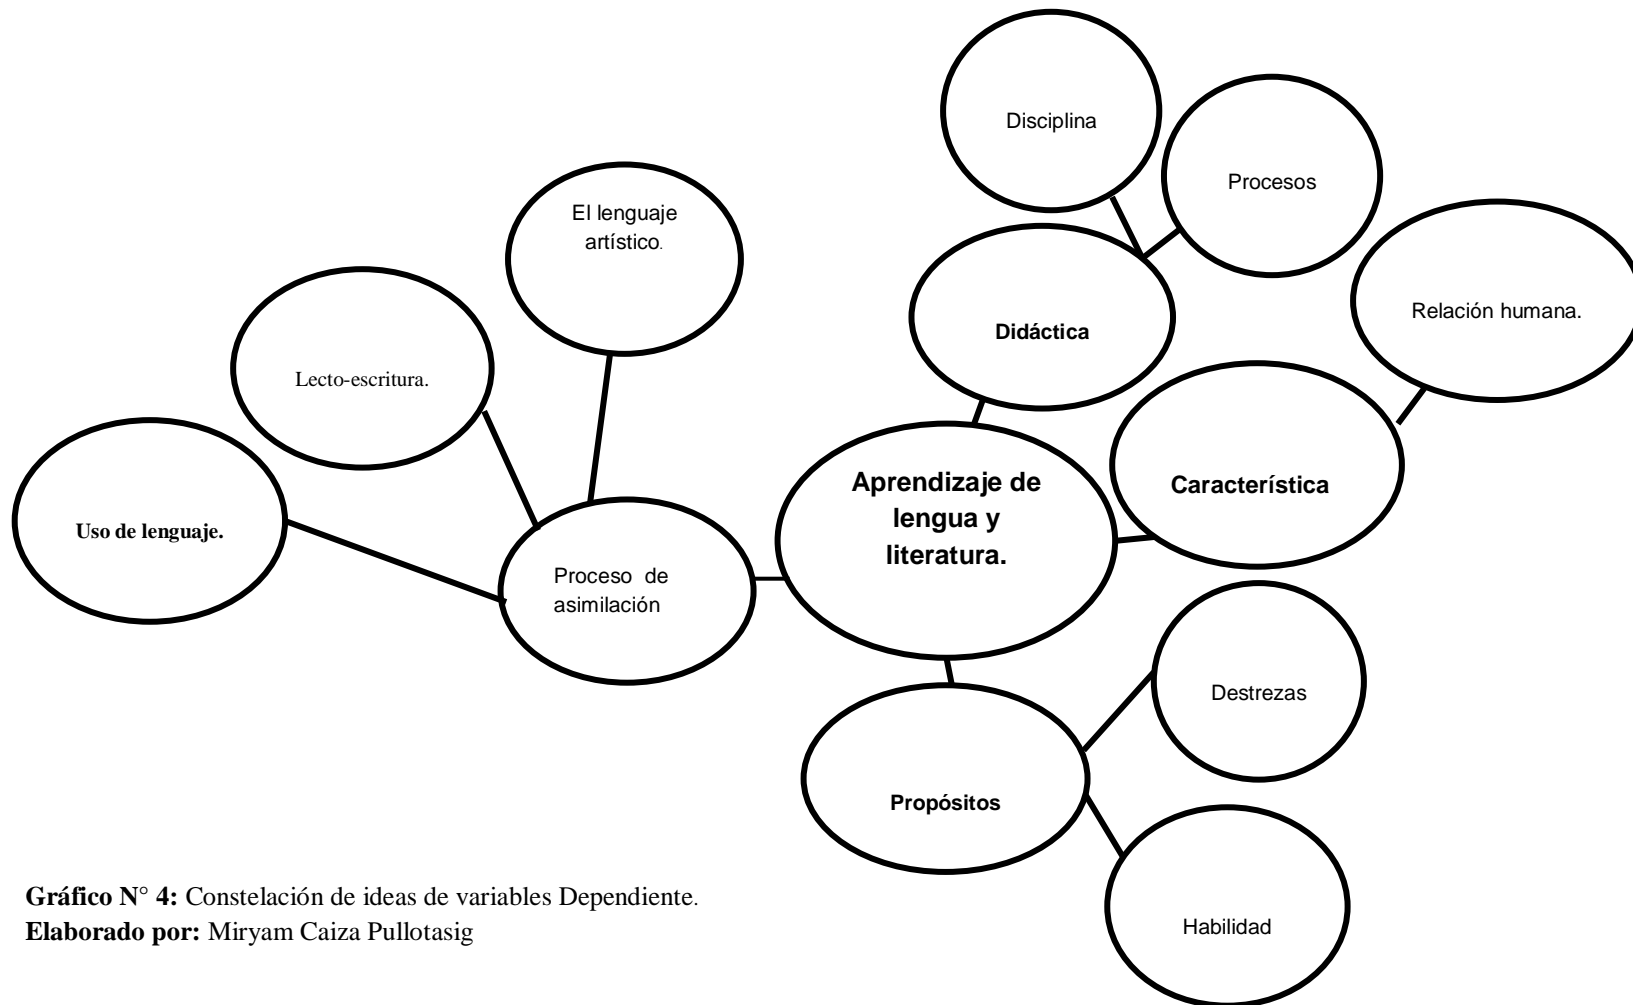 Disciplina
Procesos
El lenguaje
artístico.
Relación humana.
Didáctica
Lecto-escritura.
Aprendizaje de
lengua y
literatura.
Característica
Uso de lenguaje.
Proceso de
asimilación
Destrezas
Propósitos
Habilidad
Gráfico N° 4: Constelación de ideas de variables Dependiente.
Elaborado por: Miryam Caiza Pullotasig